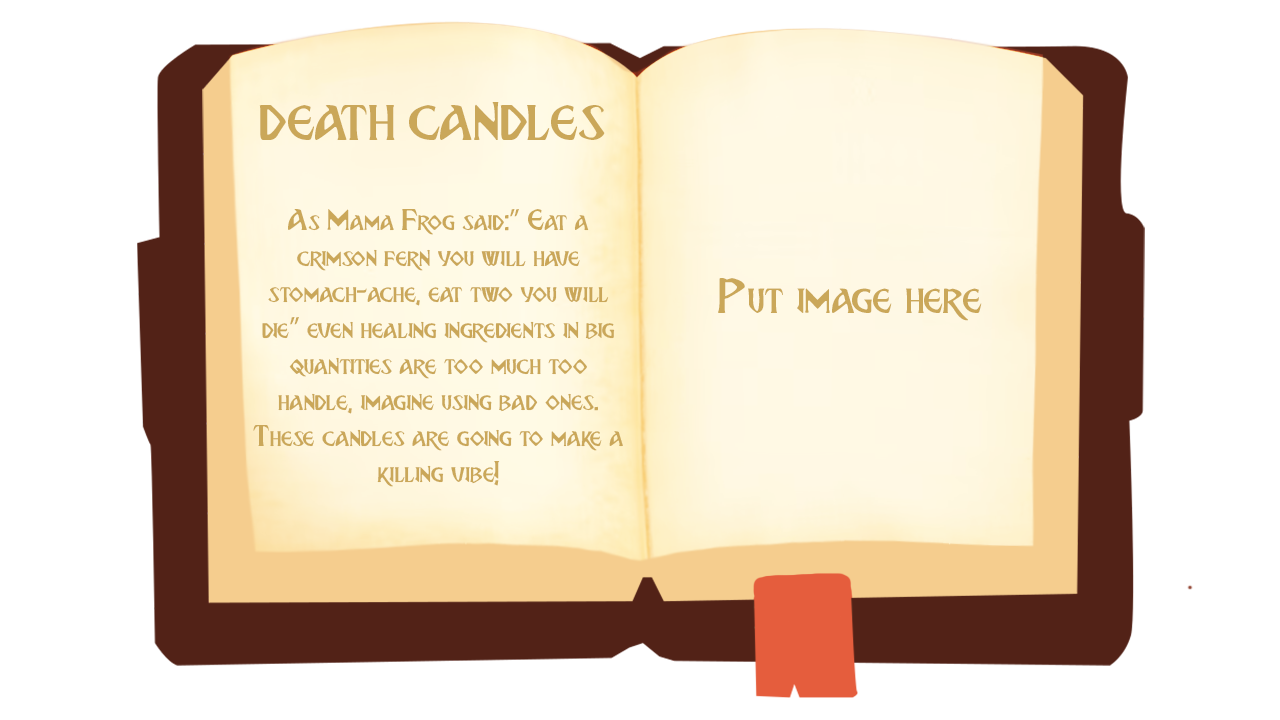 DEATH CANDLES
As Mama Frog said:" Eat a
crimson fern you will have
stomach-ache, eat two you will
die" even healing ingredients in big
quantities are too much too
handle, imagine using bad ones.
These candles are going to make a
killing vibe!
Put image here